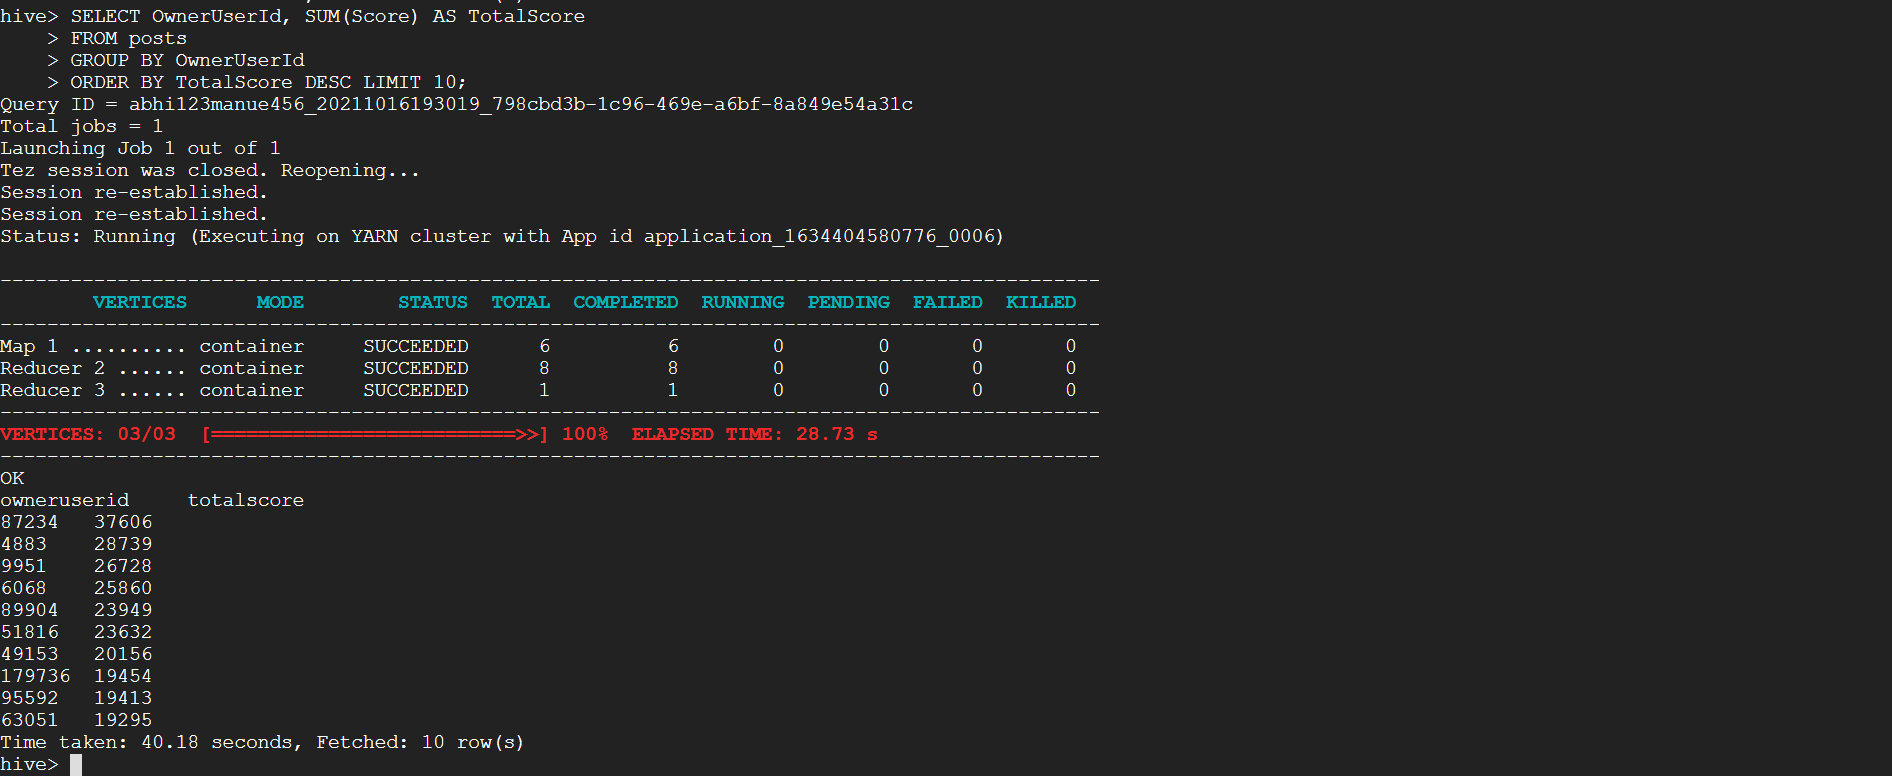 hive> SELECT OwnerUserId, SUM(Score) AS TotalScore
    > FROM posts
    > GROUP BY OwnerUserId
    > ORDER BY TotalScore DESC LIMIT 10;
Query ID = abhi123manue456_20211016193019_798cbd3b-1c96-469e-a6bf-8a849e54a31c
Total jobs = 1
Launching Job 1 out of 1
Tez session was closed. Reopening...
Session re-established.
Session re-established.
Status: Running (Executing on YARN cluster with App id application_1634404580776_0006)
----------------------------------------------------------------------------------------------
        VERTICES      MODE        STATUS  TOTAL  COMPLETED  RUNNING  PENDING  FAILED  KILLED
----------------------------------------------------------------------------------------------
Map 1 .......... container     SUCCEEDED      6          6        0        0       0       0
Reducer 2 ...... container     SUCCEEDED      8          8        0        0       0       0
Reducer 3 ...... container     SUCCEEDED      1          1        0        0       0       0
----------------------------------------------------------------------------------------------
VERTICES: 03/03  [==========================>>] 100%  ELAPSED TIME: 28.73 s
----------------------------------------------------------------------------------------------
OK
owneruserid     totalscore
87234   37606
4883    28739
9951    26728
6068    25860
89904   23949
51816   23632
49153   20156
179736  19454
95592   19413
63051   19295
Time taken: 40.18 seconds, Fetched: 10 row(s)
hive>